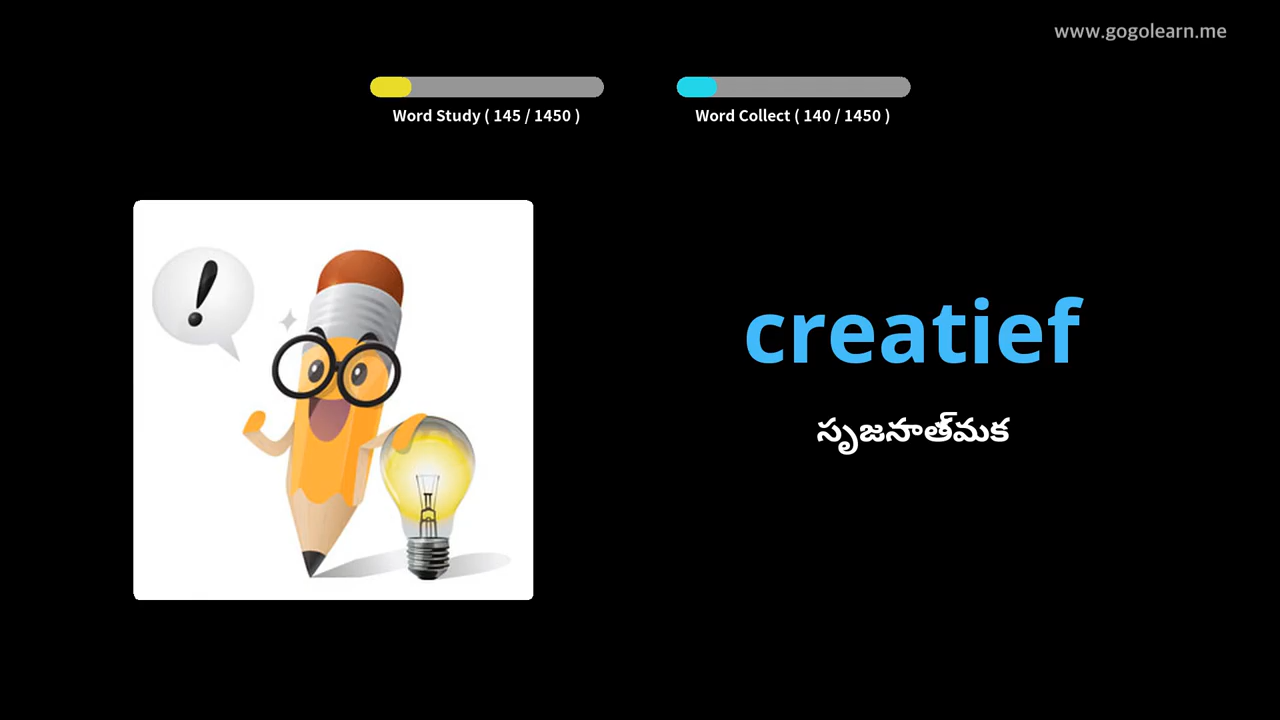 www.gogolearn.me
Word Study ( 145 / 1450 )
Word Collect ( 140 / 1450 )
!
creatief
సృజనాత్మక